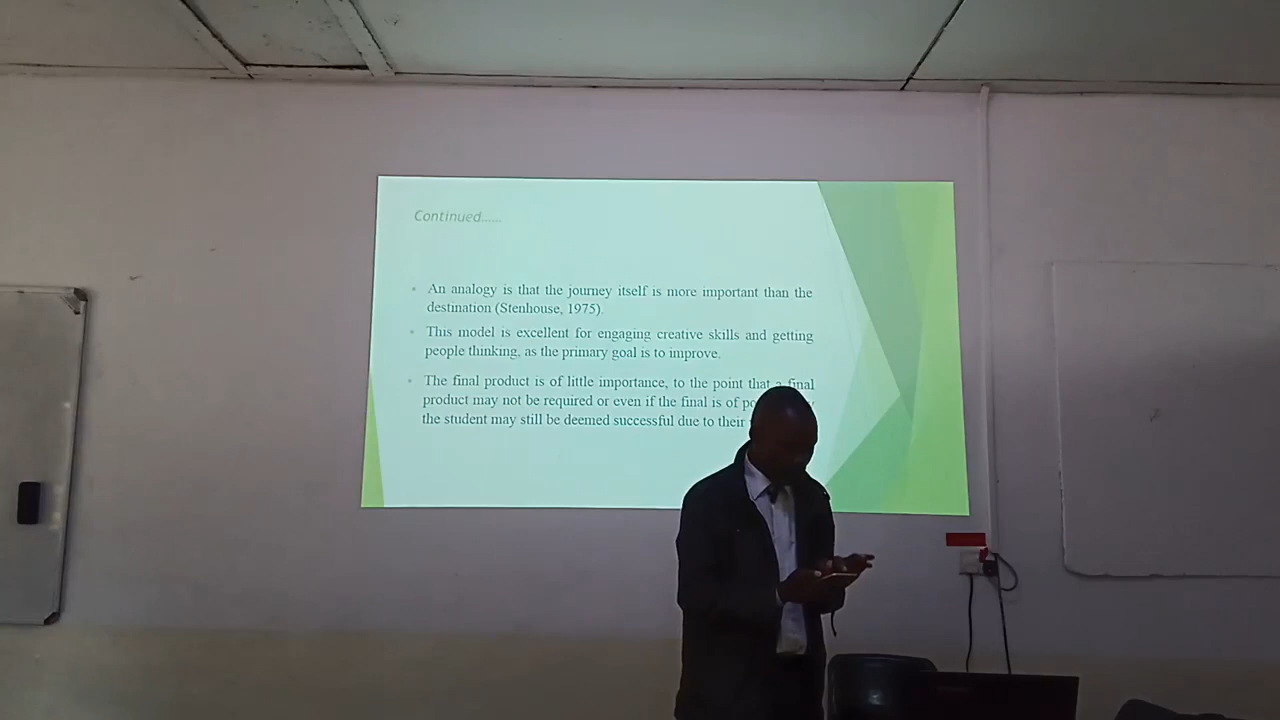 Continued......
An analogy is that the journey itself is more important than the
destination (Stenhouse, 1975).
This model is excellent for engaging creative skills and getting
people thinking, as the primary goal is to improve.
The final product is of little importance, to the point that a final
product may not be required or even if the final is of
the student may still be deemed successful due to their